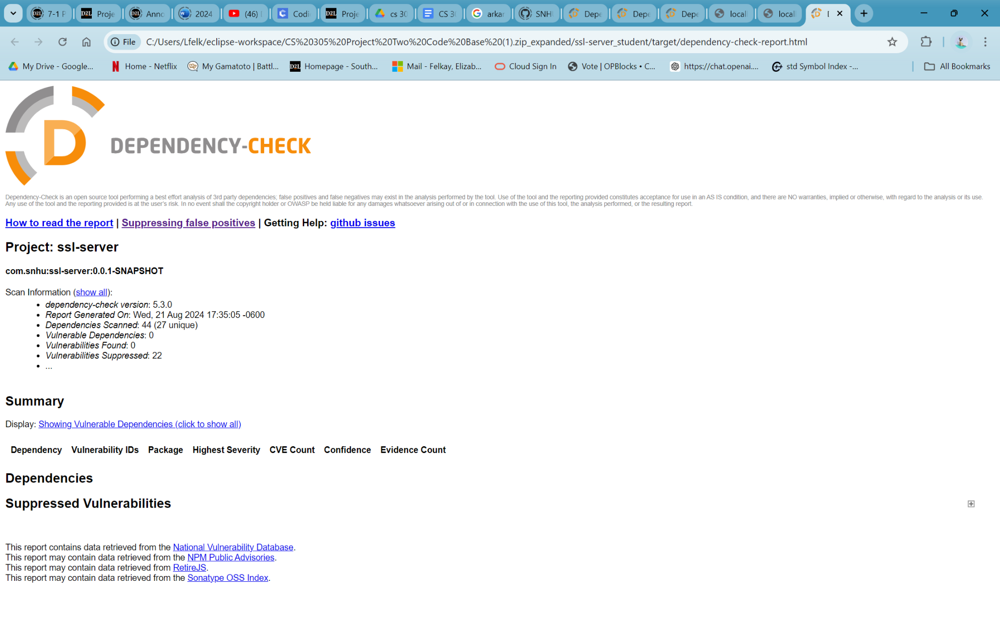 7-1 P
D2L Proje
Anno
2024
(46)
Codi
D2L Proje
cs 30
CS 30
arkar
SNH
Depe
Depe
Depe
local
local
File C:/Users/Lfelk/eclipse-workspace/CS%20305%20Project%20Two%20Code%20Base%20(1).zip_expanded/ssl-server_student/target/dependency-check-report.html
My Drive - Google...
Home - Netflix
My Gamatoto | Battl...
D2L Homepage - South...
Mail - Felkay, Elizab...
Cloud Sign In
Vote | OPBlocks • C...
https://chat.openai....
std Symbol Index -...
All Bookmarks
D
DEPENDENCY-CHECK
Dependency-Check is an open source tool performing a best effort analysis of 3rd party dependencies; false positives and false negatives may exist in the analysis performed by the tool. Use of the tool and the reporting provided constitutes acceptance for use in an AS IS condition, and there are NO warranties, implied or otherwise, with regard to the analysis or its use.
Any use of the tool and the reporting provided is at the user's risk. In no event shall the copyright holder or OWASP be held liable for any damages whatsoever arising out of or in connection with the use of this tool, the analysis performed, or the resulting report.
How to read the report | Suppressing false positives | Getting Help: github issues
Project: ssl-server
com.snhu:ssl-server:0.0.1-SNAPSHOT
Scan Information (show all):
• dependency-check version: 5.3.0
• Report Generated On: Wed, 21 Aug 2024 17:35:05 -0600
• Dependencies Scanned: 44 (27 unique)
• Vulnerable Dependencies: 0
• Vulnerabilities Found: 0
• Vulnerabilities Suppressed: 22
• ...
Summary
Display: Showing Vulnerable Dependencies (click to show all)
Dependency Vulnerability IDs Package Highest Severity CVE Count Confidence Evidence Count
Dependencies
Suppressed Vulnerabilities
This report contains data retrieved from the National Vulnerability Database.
This report may contain data retrieved from the NPM Public Advisories.
This report may contain data retrieved from RetireJS.
This report may contain data retrieved from the Sonatype OSS Index.